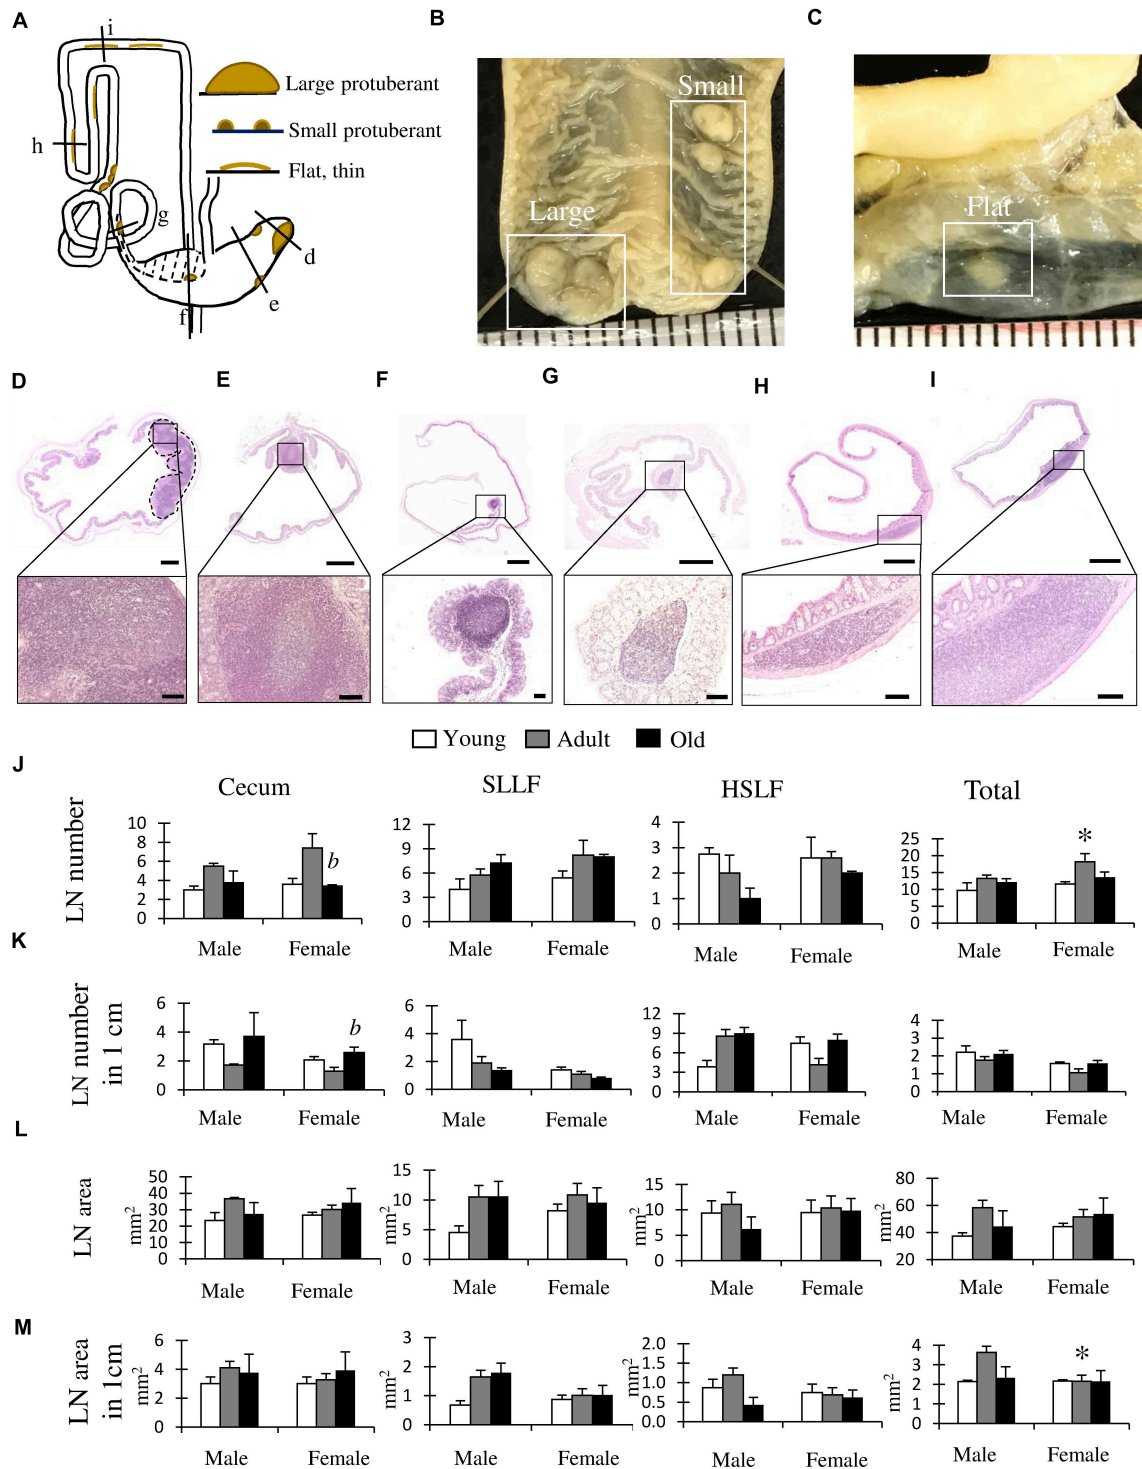 A
i
Large protuberant
Small protuberant
Flat, thin
h
g
d
e
f
B
Small
Large
C
Flat
D
E
F
G
H
I
Young Adult Old
J
Cecum SLLF HSLF Total
LN number
10
8
6
4
2
0
b
Male Female
12
9
6
3
0
Male Female
4
3
2
1
0
Male Female
25
20
15
10
5
0
*
Male Female
K
LN number
in 1 cm
6
4
2
0
b
Male Female
6
4
2
0
Male Female
12
9
6
3
0
Male Female
4
3
2
1
0
Male Female
L
LN area
mm2
50
40
30
20
10
0
Male Female
mm2
15
10
5
0
Male Female
mm2
15
10
5
0
Male Female
mm2
80
60
40
20
Male Female
M
LN area
in 1cm
mm2
6
4
2
0
Male Female
mm2
3
2
1
0
Male Female
mm2
1.0
0.5
0.0
1.5
2.0
Male Female
mm2
4
3
2
1
0
*
Male Female